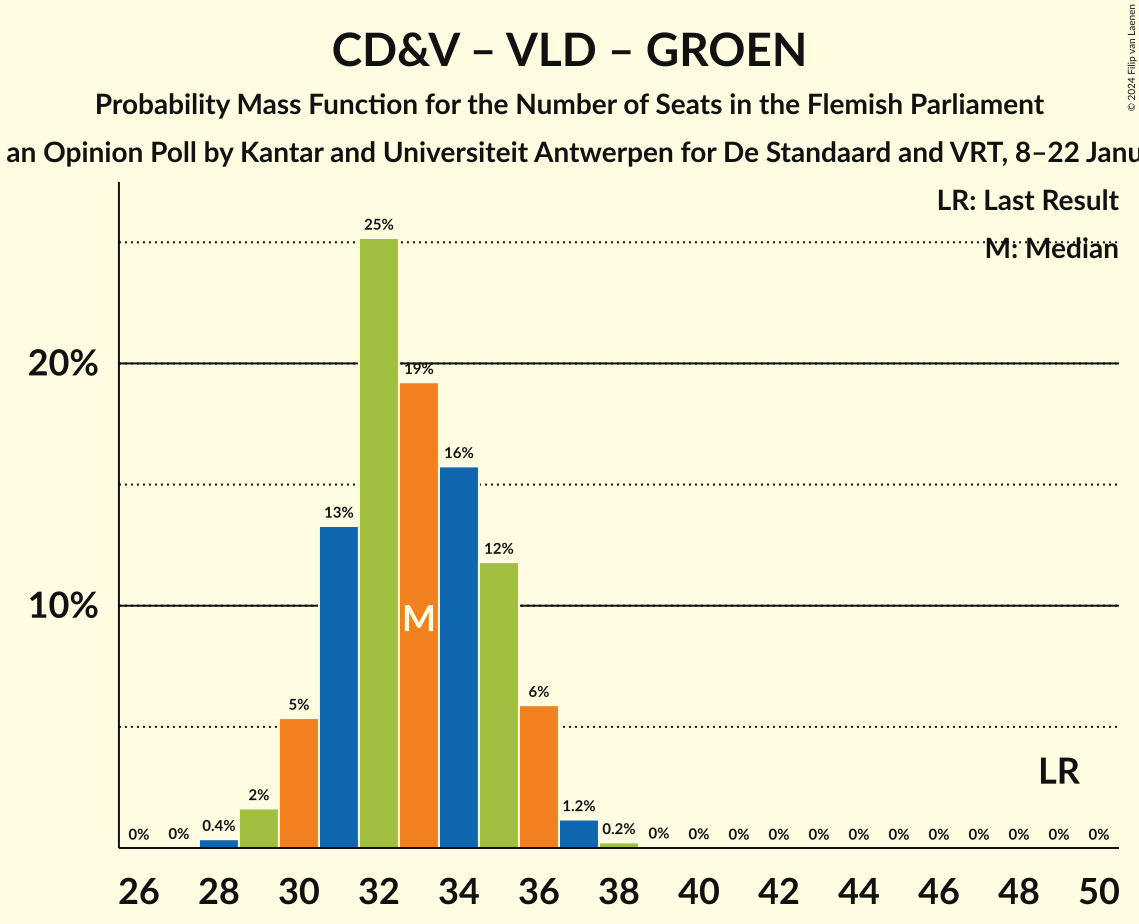 CD&V – VLD – GROEN
Probability Mass Function for the Number of Seats in the Flemish Parliament
an Opinion Poll by Kantar and Universiteit Antwerpen for De Standaard and VRT, 8–22 Janu
© 2024 Filip van Laenen
LR: Last Result
M: Median
20%
10%
0% 0% 0.4% 2% 5% 13% 25% 19% 16% 12% 6% 1.2% 0.2% 0% 0% 0% 0% 0% 0% 0% 0% 0% 0% 0% 0%
M
LR
26 28 30 32 34 36 38 40 42 44 46 48 50